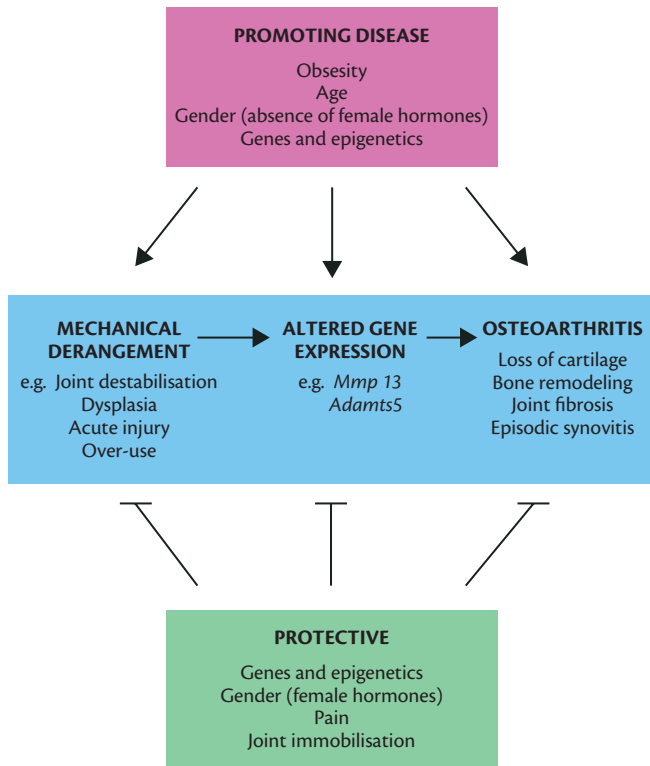 PROMOTING DISEASE
Obsesity
Age
Gender (absence of female hormones)
Genes and epigenetics
MECHANICAL
DERANGEMENT
e.g. Joint destabilisation
Dysplasia
Acute injury
Over-use
ALTERED GENE
EXPRESSION
e.g. Mmp 13
Adamts5
OSTEOARTHRITIS
Loss of cartilage
Bone remodeling
Joint fibrosis
Episodic synovitis
PROTECTIVE
Genes and epigenetics
Gender (female hormones)
Pain
Joint immobilisation